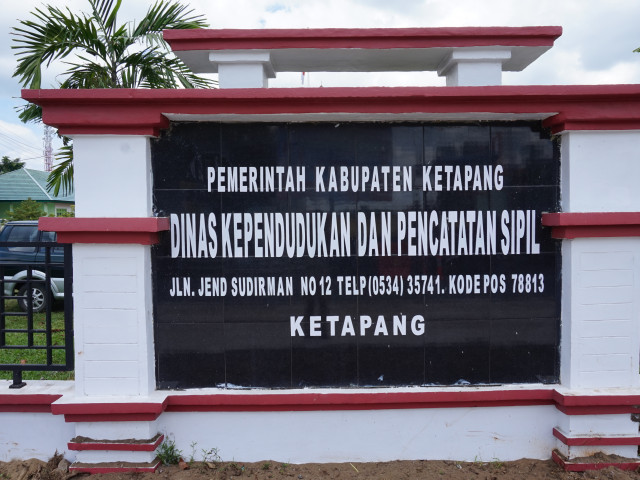 PEMERINTAH KABUPATEN KETAPANG
DINAS KEPENDUDUKAN DAN PENCATATAN SIPIL
JLN. JEND SUDIRMAN NO 12 TELP (0534) 35741. KODE POS 78813
KETAPANG